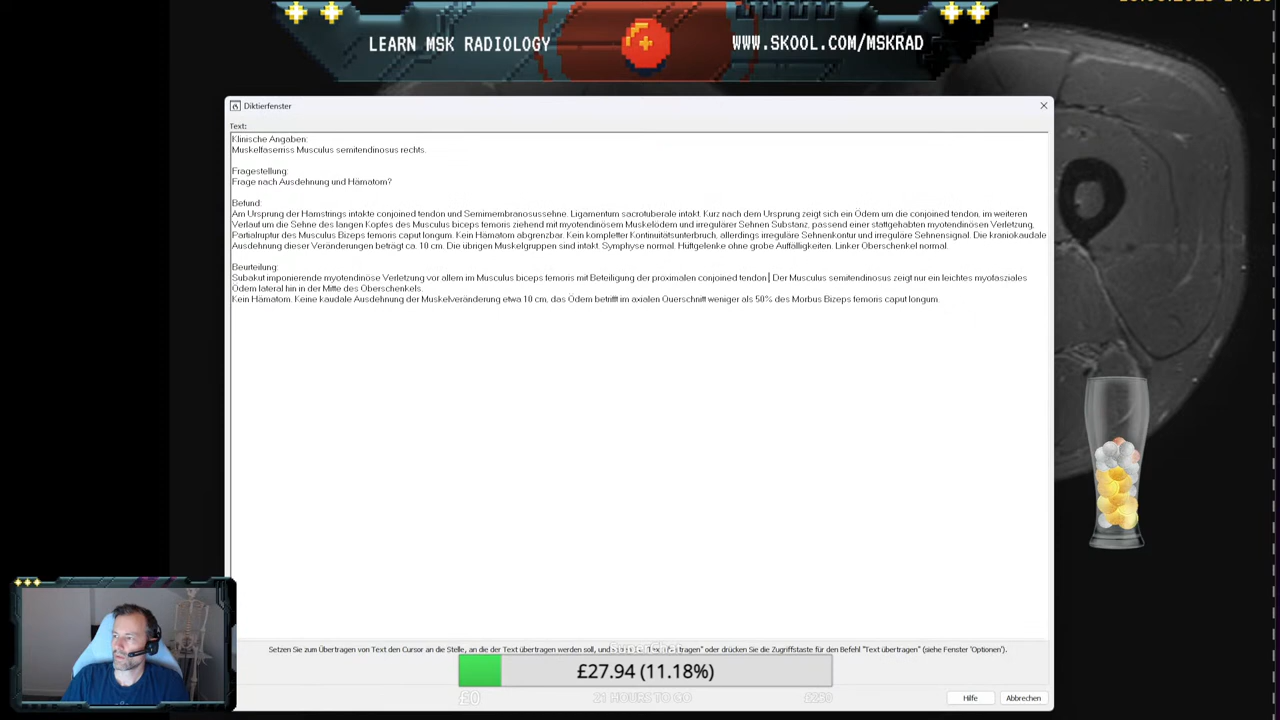 LEARN MSK RADIOLOGY
WWW.SKOOL.COM/MSKRAD
Diktierfenster
Text:
Klinische Angaben:
Muskelfaserriss Musculus semitendinosus rechts.
Fragestellung:
Frage nach Ausdehnung und Hämatom?
Befund:
Am Ursprung der Hamstrings intakte conjoined tendon und Semimembranosussehne. Ligamentum sacrotuberale intakt. Kurz nach dem Ursprung zeigt sich ein Ödem um die conjoined tendon, im weiteren
Verlauf um die Sehne des langen Kopfes des Musculus biceps femoris ziehend mit myotendinösem Muskelödem und irregulärer Sehnen Substanz, passend einer stattgehabten myotendinösen Verletzung,
Partialruptur des Musculus Bizeps femoris caput longum. Kein Hämatom abgrenzbar. Kein kompletter Kontinuitätsunterbruch, allerdings irreguläre Sehnenkontur und irreguläre Sehnensignal. Die kranokaudale
Ausdehnung dieser Veränderungen beträgt ca. 10 cm. Die übrigen Muskelgruppen sind intakt. Symphyse normal. Hüftgelenke ohne grobe Auffälligkeiten. Linker Oberschenkel normal.
Beurteilung:
Subakut imponierende myotendinöse Verletzung vor allem im Musculus biceps femoris mit Beteiligung der proximalen conjoined tendon. Der Musculus semitendinosus zeigt nur ein leichtes myofasziales
Ödem lateral hin in der Mitte des Oberschenkels.
Kein Hämatom. Keine kaudale Ausdehnung der Muskelveränderung etwa 10 cm, das Ödem betrifft im axialen Querschnitt weniger als 50% des Morbus Bizeps femoris caput longum.
Setzen Sie zum Übertragen von Text den Cursor an die Stelle, an die der Text übertragen werden soll, und
oder drücken Sie die Zugriffstaste für den Befehl "Text übertragen" (siehe Fenster 'Optionen').
£27.94 (11.18%)
£0
21 HOURS TO GO
£250
Hilfe
Abbrechen